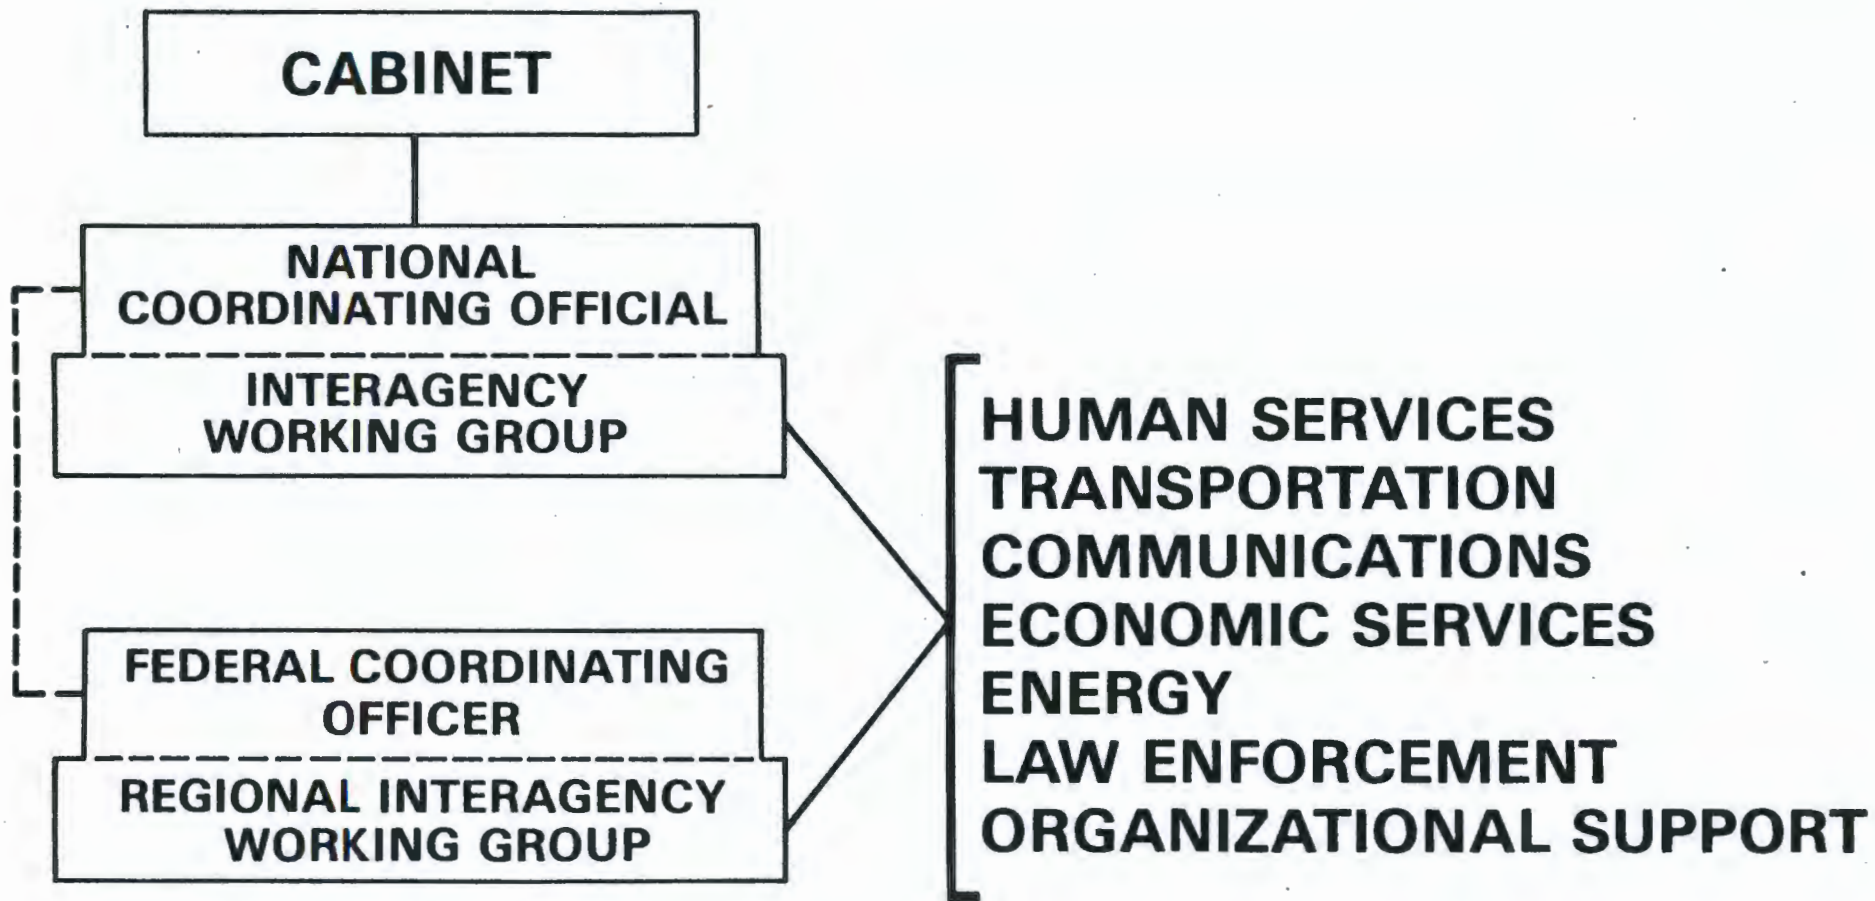 CABINET
NATIONAL
COORDINATING OFFICIAL
INTERAGENCY
WORKING GROUP
FEDERAL COORDINATING
OFFICER
REGIONAL INTERAGENCY
WORKING GROUP
HUMAN SERVICES
TRANSPORTATION
COMMUNICATIONS
ECONOMIC SERVICES
ENERGY
LAW ENFORCEMENT
ORGANIZATIONAL SUPPORT